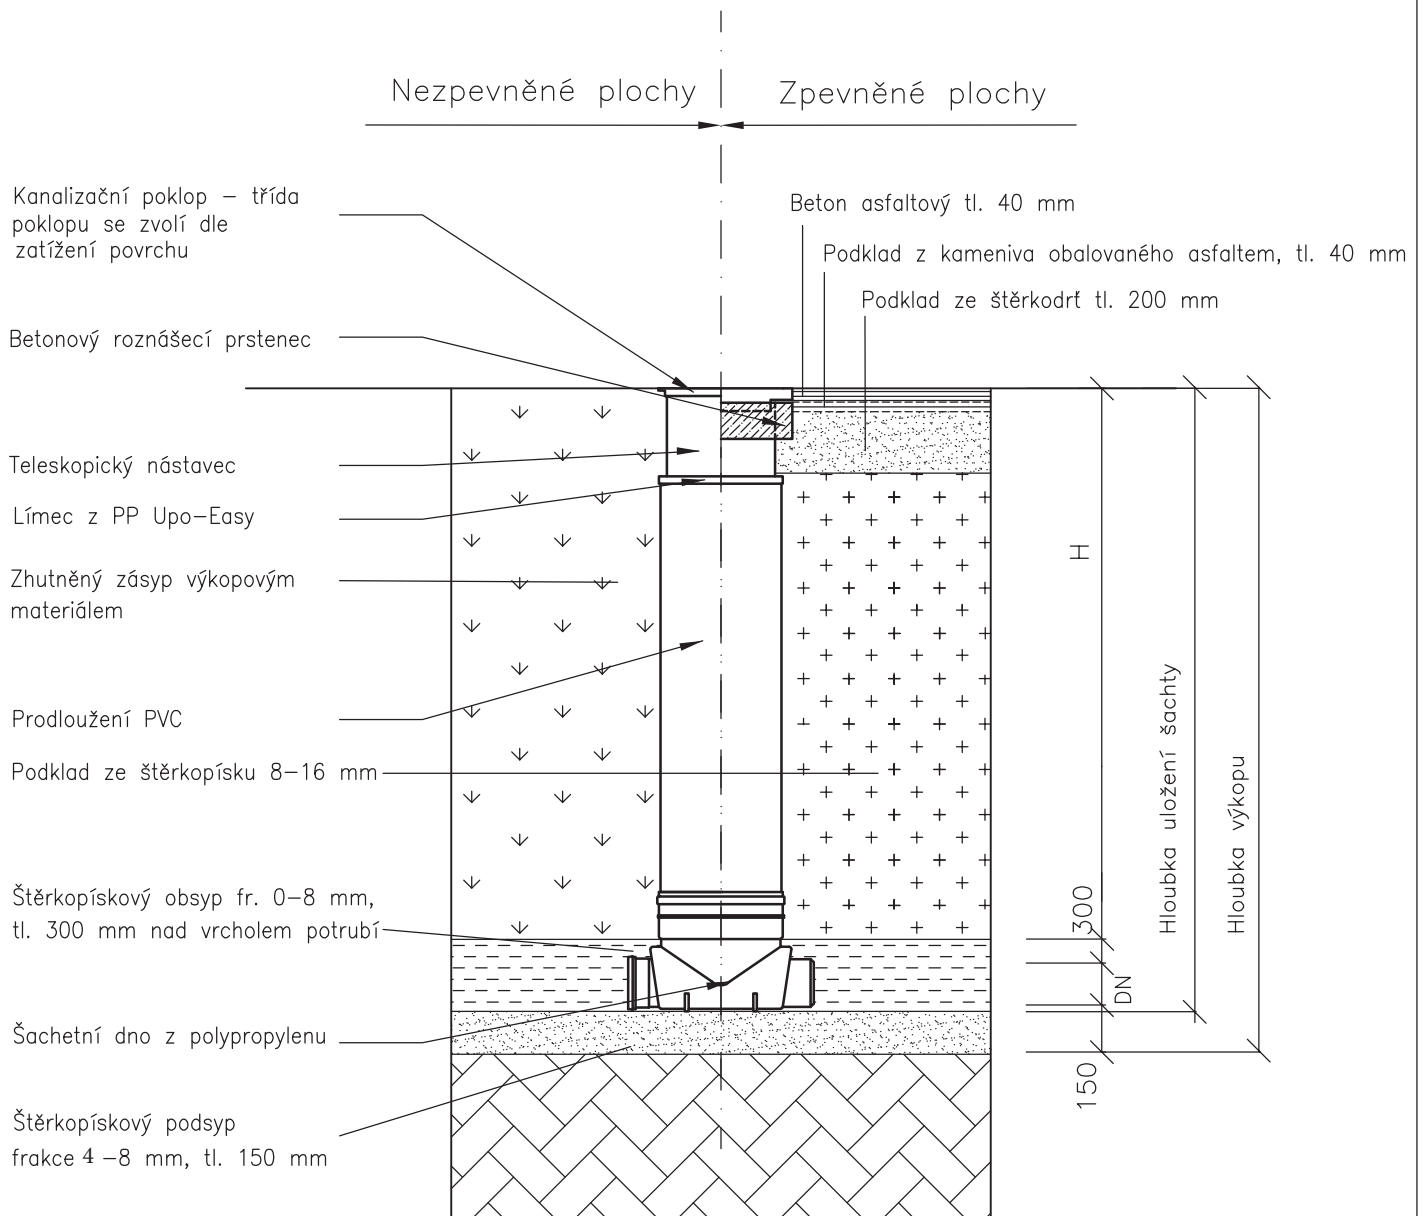 Nezpevněné plochy
Zpevněné plochy
Kanalizační poklop – třída
poklopu se zvolí dle
zatížení povrchu
Betonový roznášecí prstenec
Teleskopický nástavec
Límec z PP Upo–Easy
Zhutněný zásyp výkopovým
materiálem
Prodloužení PVC
Podklad ze štěrkopísku 8–16 mm
Štěrkopískový obsyp fr. 0–8 mm,
tl. 300 mm nad vrcholem potrubí
Šachetní dno z polypropylenu
Štěrkopískový podsyp
frakce 4 –8 mm, tl. 150 mm
Beton asfaltový tl. 40 mm
Podklad z kameniva obalovaného asfaltem, tl. 40 mm
Podklad ze štěrkodrť tl. 200 mm
H
300
DN
150
Hloubka uložení šachty
Hloubka výkopu